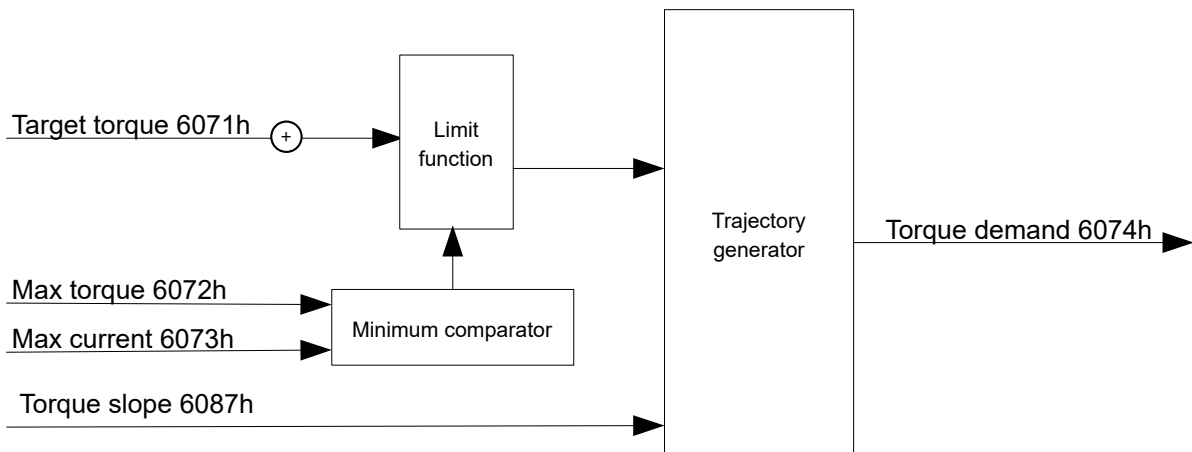 Target torque 6071h
+
Limit
function
Trajectory
generator
Torque demand 6074h
Max torque 6072h
Minimum comparator
Max current 6073h
Torque slope 6087h